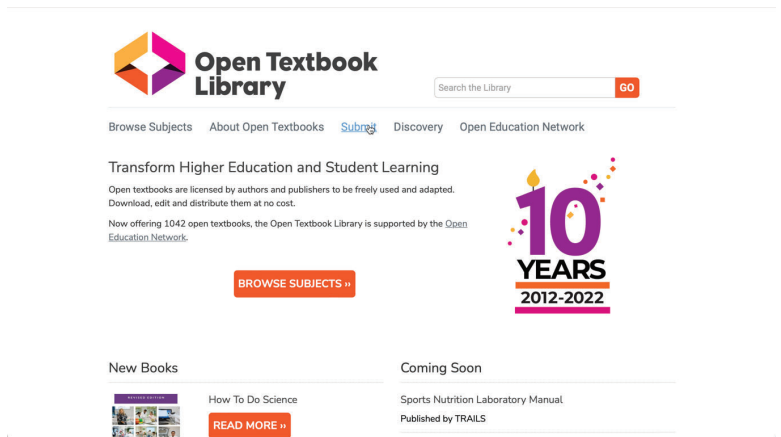 Open Textbook
Library
Search the Library
GO
Browse Subjects About Open Textbooks Submit Discovery Open Education Network
Transform Higher Education and Student Learning
Open textbooks are licensed by authors and publishers to be freely used and adapted.
Download, edit and distribute them at no cost.
Now offering 1042 open textbooks, the Open Textbook Library is supported by the Open
Education Network.
BROWSE SUBJECTS »
10
YEARS
2012-2022
New Books
REVISED EDITION
How To Do Science
READ MORE »
Coming Soon
Sports Nutrition Laboratory Manual
Published by TRAILS